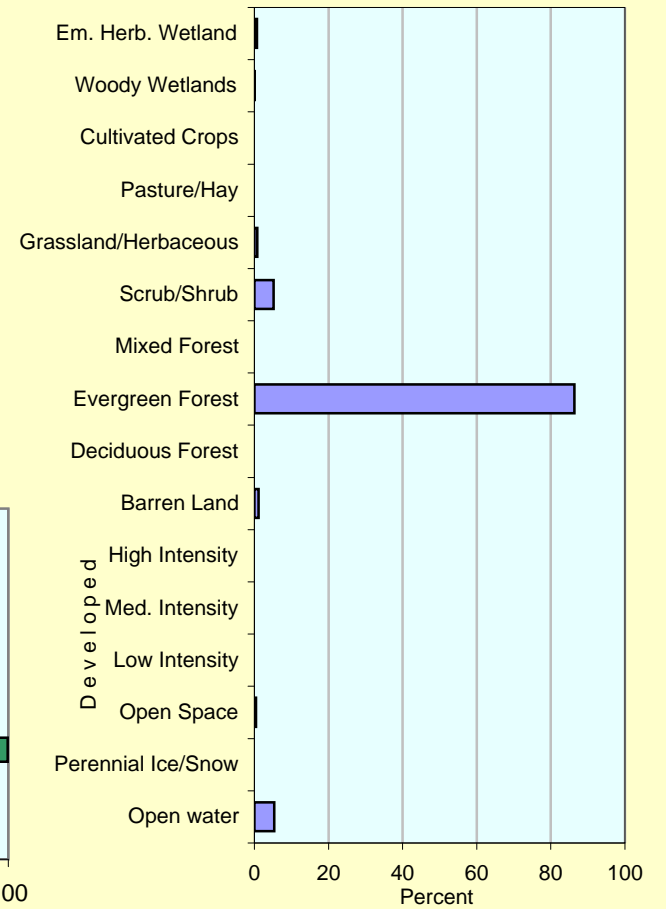 Em. Herb. Wetland
Woody Wetlands
Cultivated Crops
Pasture/Hay
Grassland/Herbaceous
Scrub/Shrub
Mixed Forest
Evergreen Forest
Deciduous Forest
Barren Land
Developed
High Intensity
Med. Intensity
Low Intensity
Open Space
Perennial Ice/Snow
Open water
0 20 40 60 80 100
Percent
00